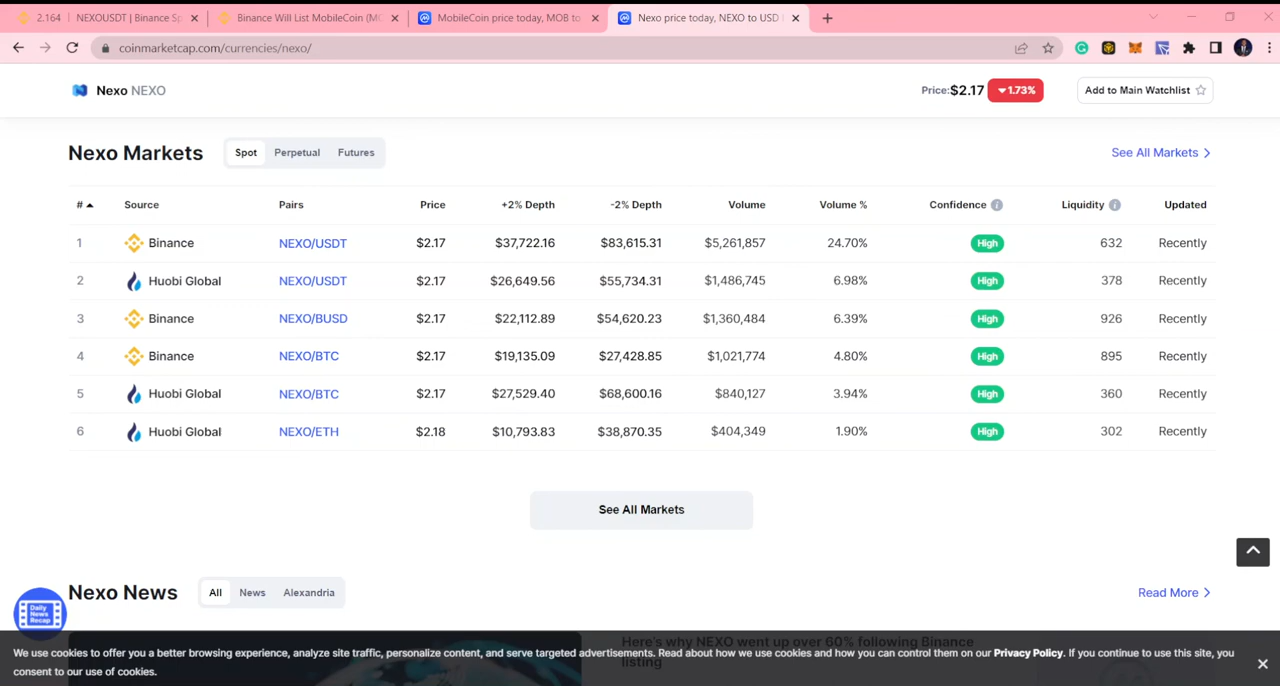 2.164 | NEXOUSDT | Binance Sp
Binance Will List MobileCoin (MO
MobileCoin price today, MOB to
Nexo price today, NEXO to USD
coinmarketcap.com/currencies/nexo/
Nexo NEXO
Price:$2.17 1.73%
Add to Main Watchlist
Nexo Markets Spot Perpetual Futures See All Markets
# Source Pairs Price +2% Depth -2% Depth Volume Volume % Confidence Liquidity Updated
1 Binance NEXO/USDT $2.17 $37,722.16 $83,615.31 $5,261,857 24.70% High 632 Recently
2 Huobi Global NEXO/USDT $2.17 $26,649.56 $55,734.31 $1,486,745 6.98% High 378 Recently
3 Binance NEXO/BUSD $2.17 $22,112.89 $54,620.23 $1,360,484 6.39% High 926 Recently
4 Binance NEXO/BTC $2.17 $19,135.09 $27,428.85 $1,021,774 4.80% High 895 Recently
5 Huobi Global NEXO/BTC $2.17 $27,529.40 $68,600.16 $840,127 3.94% High 360 Recently
6 Huobi Global NEXO/ETH $2.18 $10,793.83 $38,870.35 $404,349 1.90% High 302 Recently
See All Markets
Nexo News All News Alexandria Read More
Daily
News
Recap
Here's why NEXO went up over 60% following Binance
listing
We use cookies to offer you a better browsing experience, analyze site traffic, personalize content, and serve targeted advertisements. Read about how we use cookies and how you can control them on our Privacy Policy. If you continue to use this site, you
consent to our use of cookies.